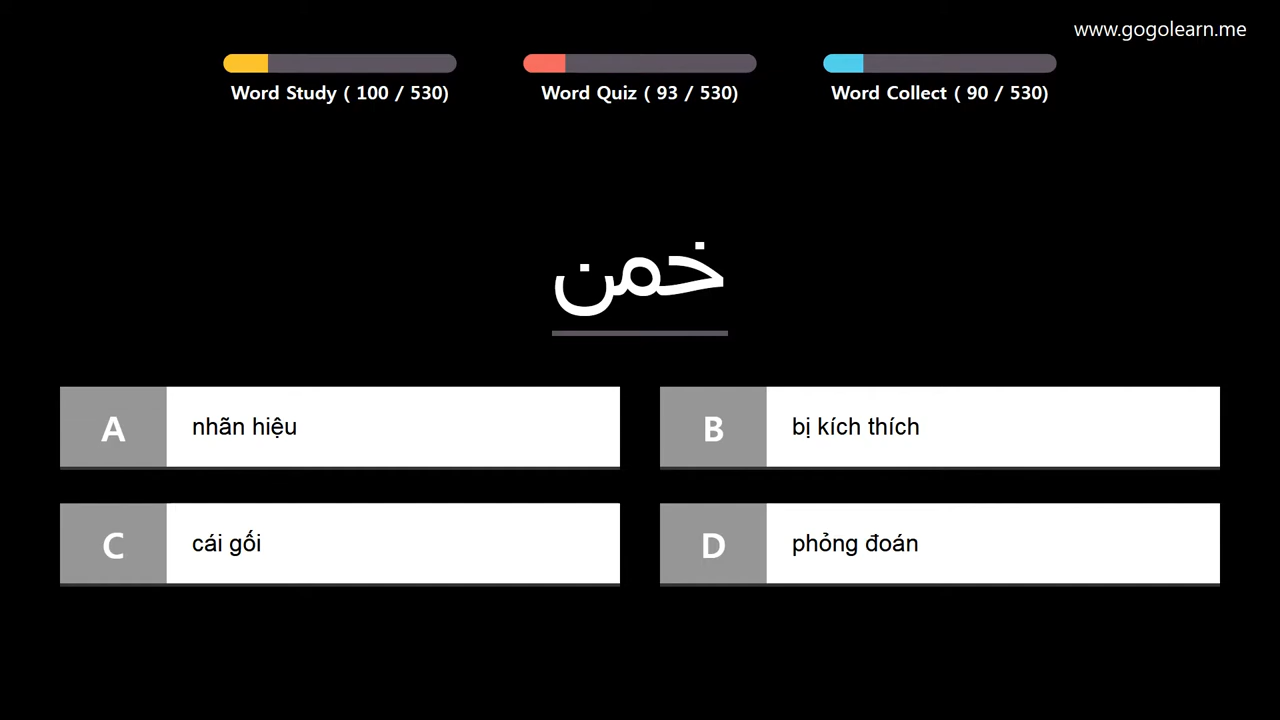 www.gogolearn.me
Word Study ( 100 / 530)
Word Quiz ( 93 / 530)
Word Collect ( 90 / 530)
خمن
A
nhãn hiệu
B
bị kích thích
C
cái gối
D
phỏng đoán